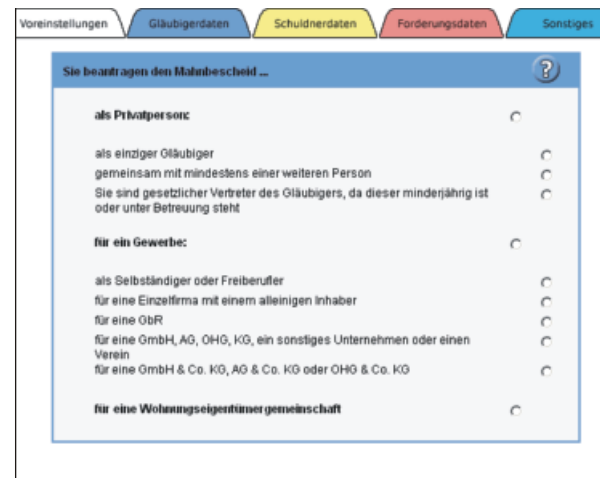 Voreinstellungen Gläubigerdaten Schuldnerdaten Forderungsdaten Sonstiges
Sie beantragen den Mahnbescheid ... ?
als Privatperson:
als einziger Gläubiger
gemeinsam mit mindestens einer weiteren Person
Sie sind gesetzlicher Vertreter des Gläubigers, da dieser minderjährig ist
oder unter Betreuung steht
für ein Gewerbe:
als Selbständiger oder Freiberufler
für eine Einzelfirma mit einem alleinigen Inhaber
für eine GbR
für eine GmbH, AG, OHG, KG, ein sonstiges Unternehmen oder einen
Verein
für eine GmbH & Co. KG, AG & Co. KG oder OHG & Co. KG
für eine Wohnungseigentümergemeinschaft